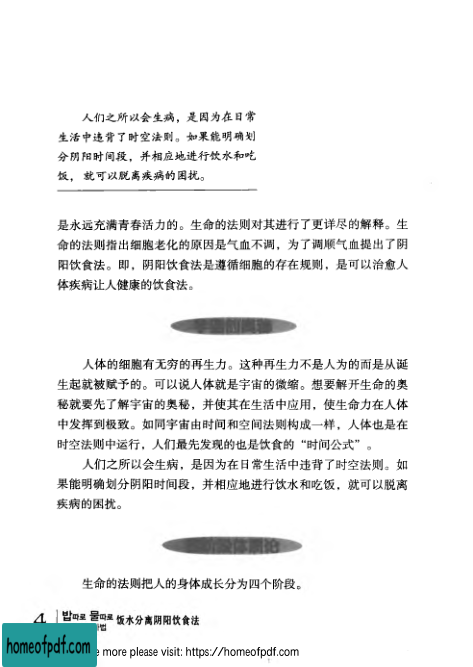 人们之所以会生病，是因为在日常
生活中违背了时空法则。如果能明确划
分阴阳时间段，并相应地进行饮水和吃
饭，就可以脱离疾病的困扰。
是永远充满青春活力的。生命的法则对其进行了更详尽的解释。生
命的法则指出细胞老化的原因是气血不调，为了调顺气血提出了阴
阳饮食法。即，阴阳饮食法是遵循细胞的存在规则，是可以治愈人
体疾病让人健康的饮食法。
人体的细胞有无穷的再生力。这种再生力不是人为的而是从诞
生起就被赋予的。可以说人体就是宇宙的微缩。想要解开生命的奥
秘就要先了解宇宙的奥秘，并使其在生活中应用，使生命力在人体
中发挥到极致。如同宇宙由时间和空间法则构成一样，人体也是在
时空法则中运行，人们最先发现的也是饮食的“时间公式”。
人们之所以会生病，是因为在日常生活中违背了时空法则。如
果能明确划分阴阳时间段，并相应地进行饮水和吃饭，就可以脱离
疾病的困扰。
生命的法则把人的身体成长分为四个阶段。
4 밥따로 물따로 饭水分离阴阳饮食法
homeofpdf.com
more please visit: https://homeofpdf.com